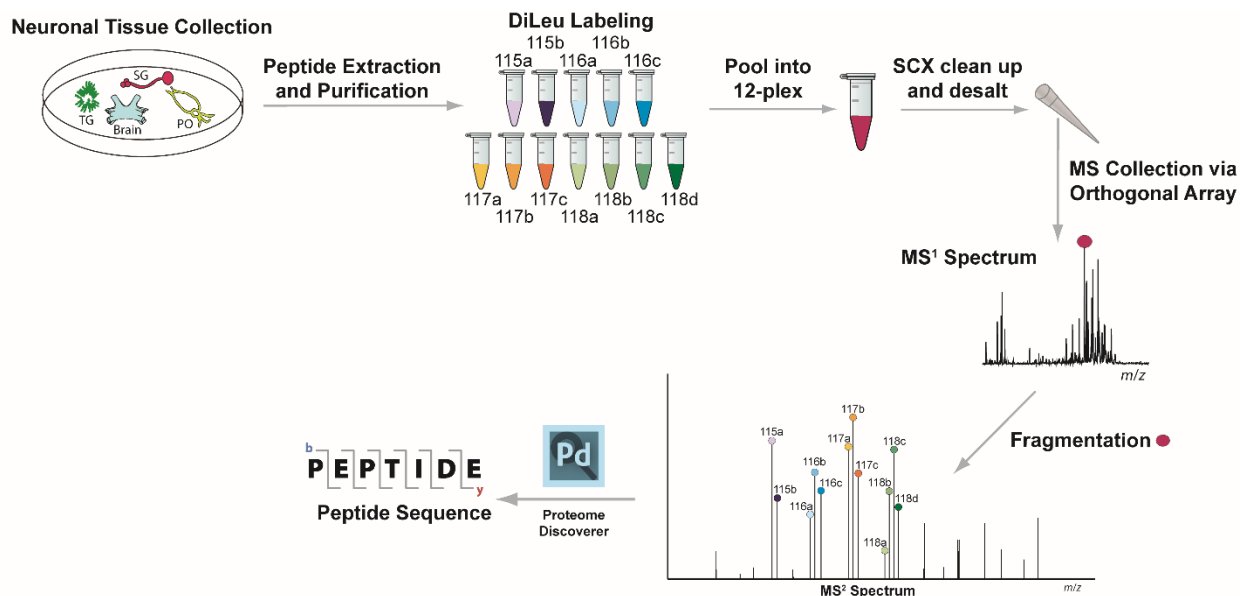 Neuronal Tissue Collection
SG
TG
Brain
PO
Peptide Extraction
and Purification
DiLeu Labeling
115b 116b
115a 116a 116c
117a 117c 118b 118d
117b 118a 118c
Pool into
12-plex
SCX clean up
and desalt
MS Collection via
Orthogonal Array
MS¹ Spectrum
m/z
Fragmentation
117b
115a
117a
118c
116b
117c
115b
116c
118b
116a
118d
118a
m/z
MS² Spectrum
Pd
Proteome
Discoverer
b
PEPTIDE
y
Peptide Sequence